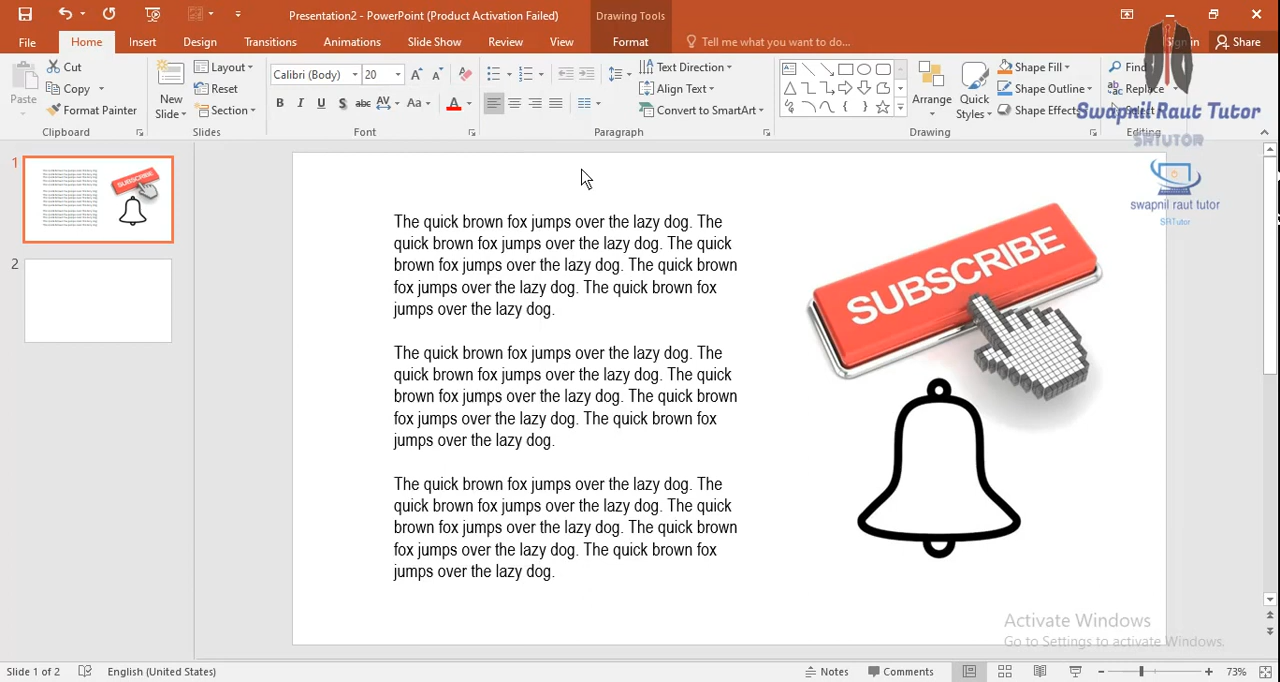 Presentation2 - PowerPoint (Product Activation Failed)
Drawing Tools
File Home Insert Design Transitions Animations Slide Show Review View Format Tell me what you want to do... Sign in Share
Paste
Cut
Copy
Format Painter
Clipboard
New Slide
Layout
Reset
Section
Slides
Calibri (Body) 20
B I U S abc AV Aa A
Font
Text Direction
Align Text
Convert to SmartArt
Paragraph
Arrange
Quick Styles
Shape Fill
Shape Outline
Shape Effects
Drawing
Find
Replace
Select
Editing
Swapnil Raut Tutor
SRTUTOR
swapnil raut tutor
SRTutor
1
2
The quick brown fox jumps over the lazy dog. The
quick brown fox jumps over the lazy dog. The quick
brown fox jumps over the lazy dog. The quick brown
fox jumps over the lazy dog. The quick brown fox
jumps over the lazy dog.
The quick brown fox jumps over the lazy dog. The
quick brown fox jumps over the lazy dog. The quick
brown fox jumps over the lazy dog. The quick brown
fox jumps over the lazy dog. The quick brown fox
jumps over the lazy dog.
The quick brown fox jumps over the lazy dog. The
quick brown fox jumps over the lazy dog. The quick
brown fox jumps over the lazy dog. The quick brown
fox jumps over the lazy dog. The quick brown fox
jumps over the lazy dog.
SUBSCRIBE
Activate Windows
Go to Settings to activate Windows.
Slide 1 of 2 English (United States) Notes Comments 73%